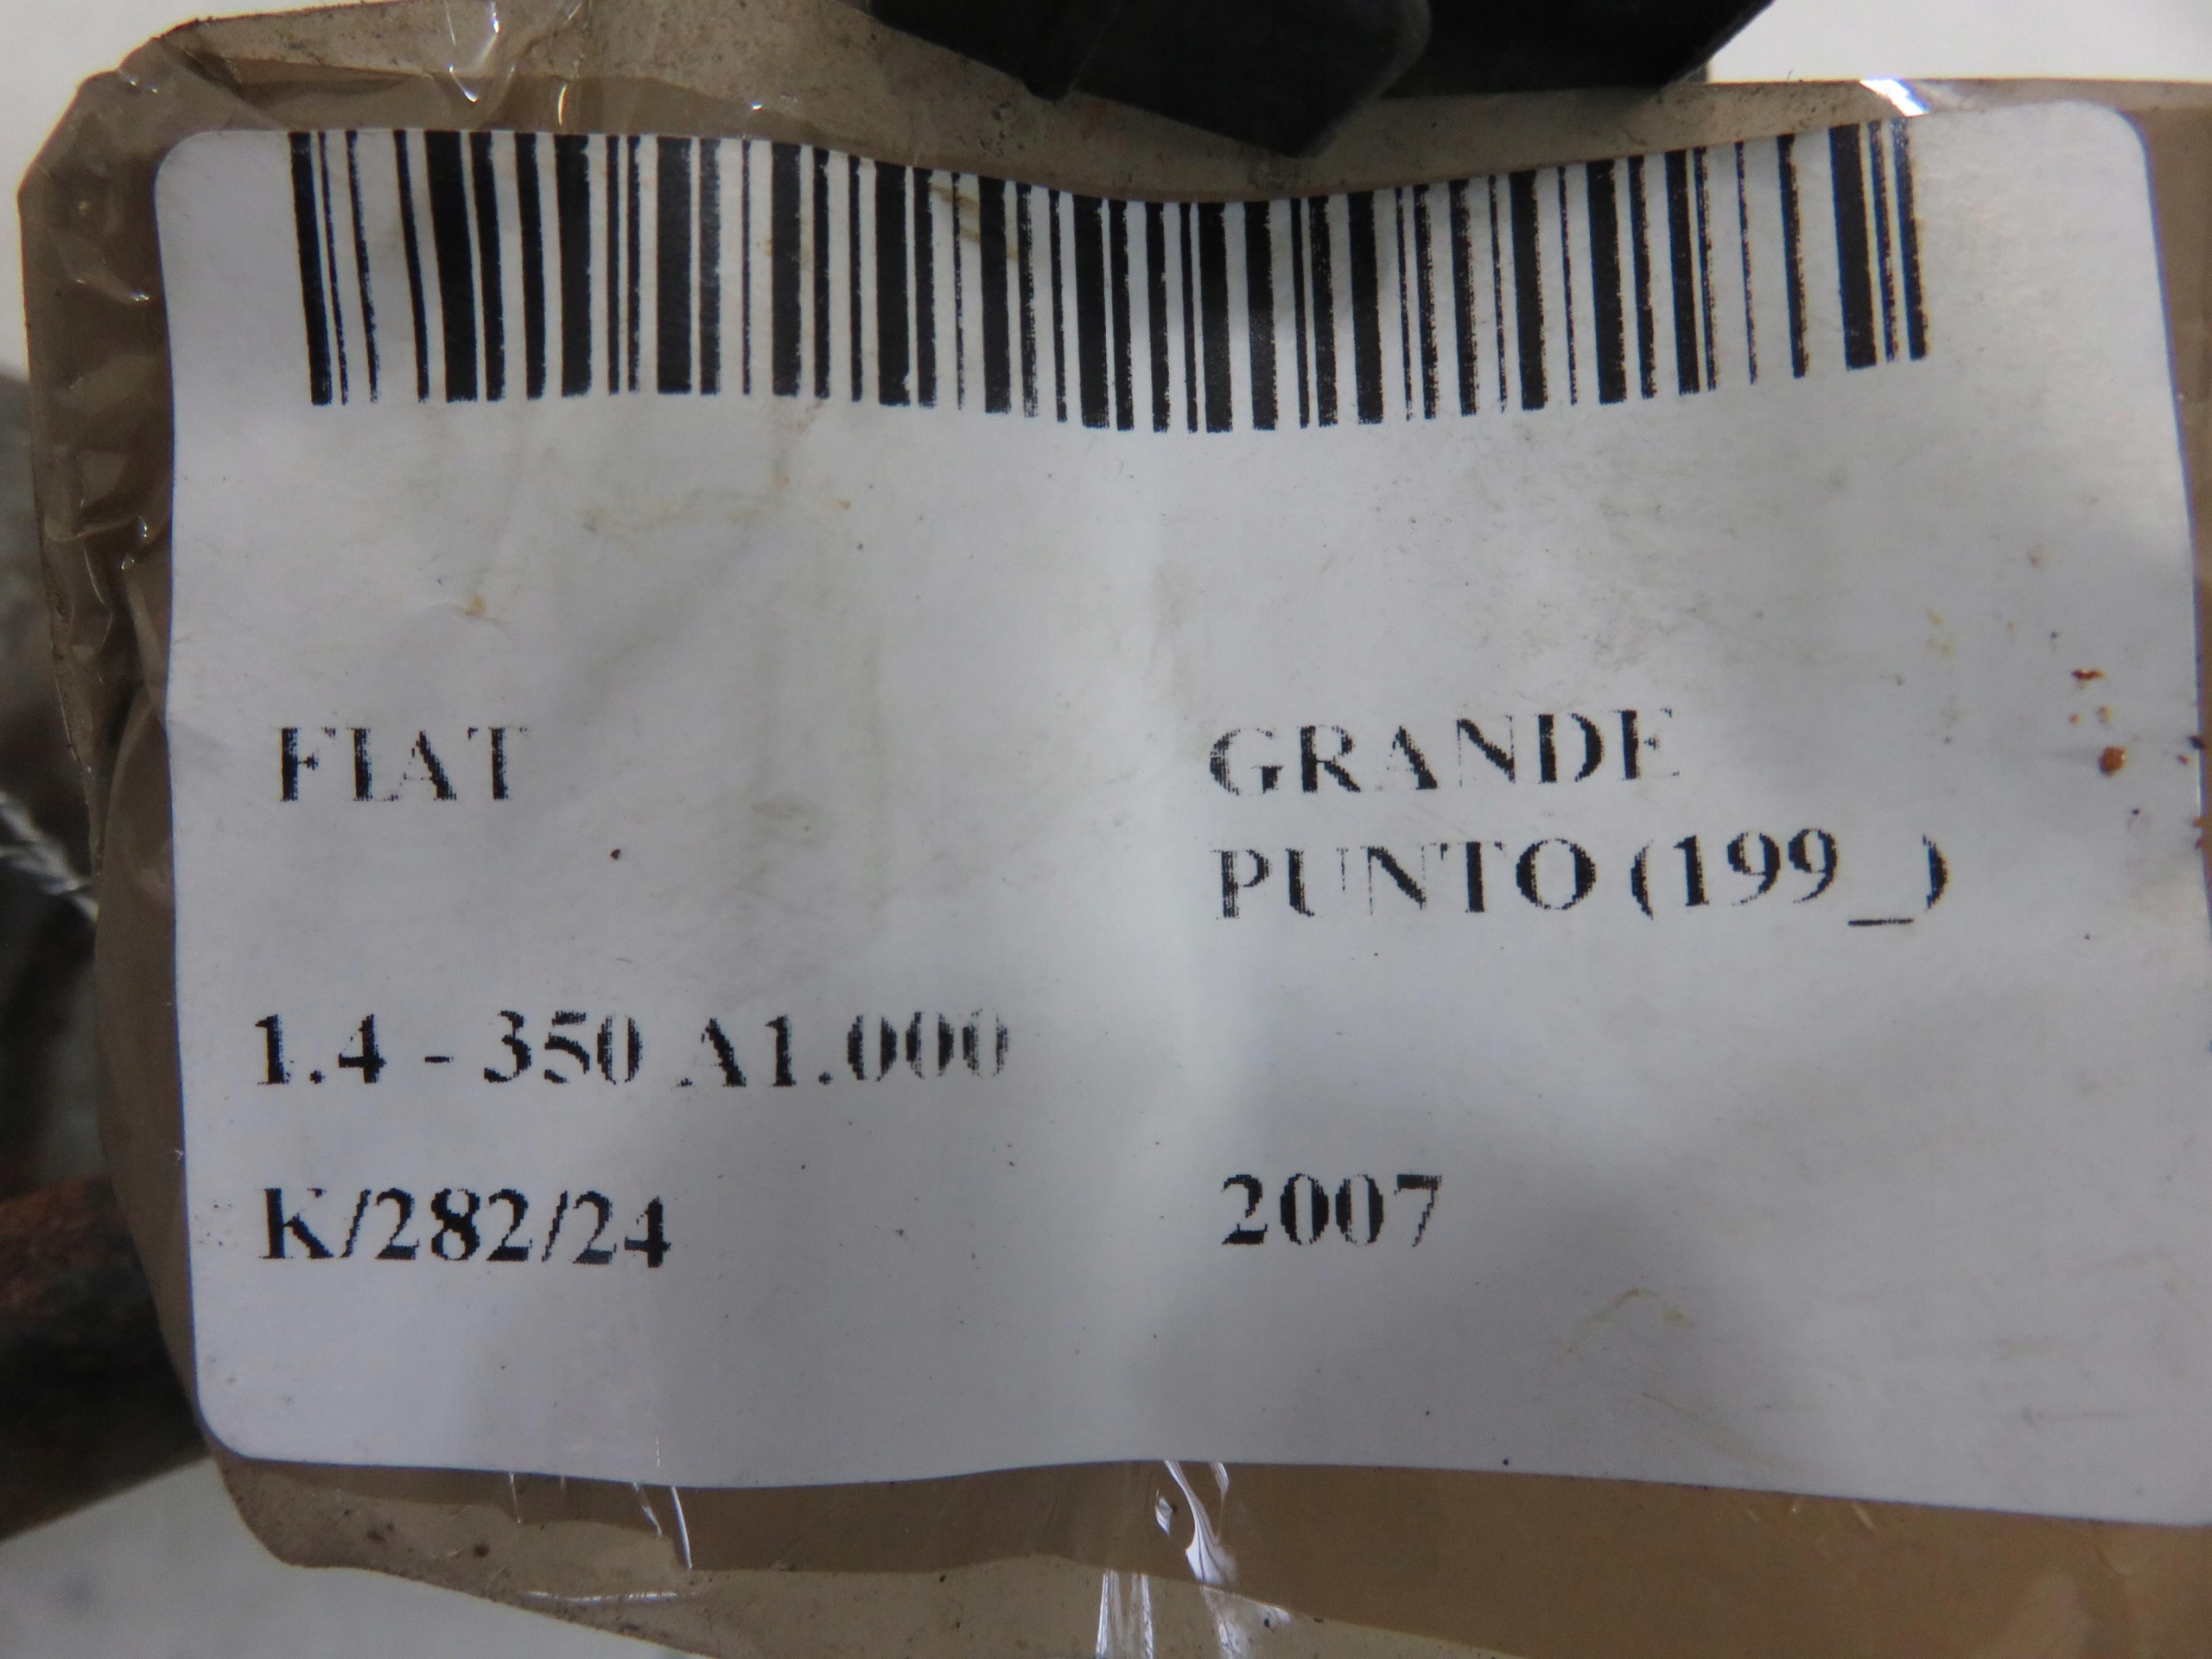 FIAT
GRANDE
PUNTO (199_)
1.4 - 350 A1.000
K/282/24
2007